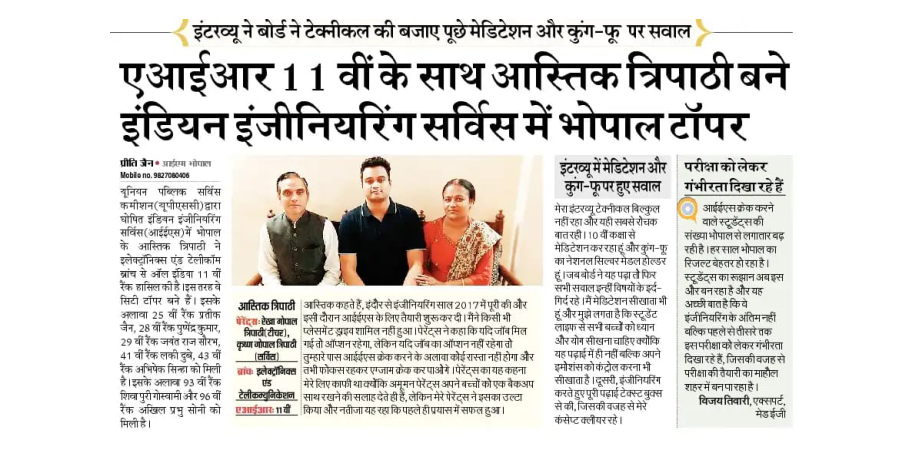 इंटरव्यू ने बोर्ड ने टेक्नीकल की बजाए पूछे मेडिटेशन और कुंग-फू पर सवाल
एआईआर 11 वीं के साथ आस्तिक त्रिपाठी बने
इंडियन इंजीनियरिंग सर्विस में भोपाल टॉपर
प्रीति जैन • आईएम भोपाल
Mobile no. 9827080406
यूनियन पब्लिक सर्विस
कमीशन (यूपीएससी) द्वारा
घोषित इंडियन इंजीनियरिंग
सर्विस (आईईएस) में भोपाल
के आस्तिक त्रिपाठी ने
इलेक्ट्रॉनिक्स एंड टेलीकॉम
ब्रांच से ऑल इंडिया 11 वीं
रैंक हासिल की है। इस तरह वे
सिटी टॉपर बने हैं। इसके
अलावा 25 वीं रैंक प्रतीक
जैन, 28 वीं रैंक पुष्पेंद्र कुमार,
29 वीं रैंक जवंत राज सौरभ,
41 वीं रैंक लकी दुबे, 43 वीं
रैंक अभिषेक सिन्हा को मिली
है। इसके अलावा 93 वीं रैंक
शिवा पुरी गोस्वामी और 96 वीं
रैंक अखिल प्रभु सोनी को
मिली है।
आस्तिक त्रिपाठी
पेरेंट्स: रेखा गोपाल
त्रिपाठी (टीचर),
कृष्ण गोपाल त्रिपाठी
(सर्विस)
ब्रांच: इलेक्ट्रॉनिक्स
एंड
टेलीकम्युनिकेशन
एआईआर: 11 वीं
आस्तिक कहते हैं, इंदौर से इंजीनियरिंग साल 2017 में पूरी की और
इसी दौरान आईईएस के लिए तैयारी शुरू कर दी। मैंने किसी भी
प्लेसमेंट ड्राइव शामिल नहीं हुआ। पेरेंट्स ने कहा कि यदि जॉब मिल
गई तो ऑप्शन रहेगा, लेकिन यदि जॉब का ऑप्शन नहीं रहेगा तो
तुम्हारे पास आईईएस क्रेक करने के अलावा कोई रास्ता नहीं होगा और
तभी फोकस रहकर एग्जाम क्रेक कर पाओगे। पेरेंट्स का यह कहना
मेरे लिए काफी था क्योंकि अमूमन पेरेंट्स अपने बच्चों को एक बैकअप
साथ रखने की सलाह देते ही हैं, लेकिन मेरे पेरेंट्स ने इसका उल्टा
किया और नतीजा यह रहा कि पहले ही प्रयास में सफल हुआ।
इंटरव्यू में मेडिटेशन और
कुंग-फू पर हुए सवाल
मेरा इंटरव्यू टेक्नीकल बिल्कुल
नहीं रहा और यही सबसे रोचक
बात रही। 10 वीं कक्षा से
मेडिटेशन कर रहा हूं और कुंग-फू
का नेशनल सिल्वर मेडल होल्डर
हूं। जब बोर्ड ने यह पढ़ा तो फिर
सभी सवाल इन्हीं विषयों के इर्द-
गिर्द रहे। मैं मेडिटेशन सीखाता भी
हूं और मुझे लगता है कि स्टूडेंट
लाइफ से सभी बच्चों को ध्यान
और योग सीखना चाहिए क्योंकि
यह पढ़ाई में ही नहीं बल्कि अपने
इमोशंस को कंट्रोल करना भी
सीखाता है। दूसरी, इंजीनियरिंग
करते हुए पूरी पढ़ाई टेक्स्ट बुक्स
से की, जिसकी वजह से मेरे
कंसेप्ट क्लीयर रहे।
परीक्षा को लेकर
गंभीरता दिखा रहे हैं
आईईएस क्रेक करने
वाले स्टूडेंट्स की
संख्या भोपाल से लगातार बढ़
रही है। हर साल भोपाल का
रिजल्ट बेहतर हो रहा है।
स्टूडेंट्स का रूझान अब इस
और बन रहा है और यह
अच्छी बात है कि वे
इंजीनियरिंग के अंतिम नहीं
बल्कि पहले से तीसरे तक
इस परीक्षा को लेकर गंभीरता
दिखा रहे हैं, जिसकी वजह से
परीक्षा की तैयारी का माहौल
शहर में बन पा रहा है।
विजय तिवारी, एक्सपर्ट,
मेड ईजी